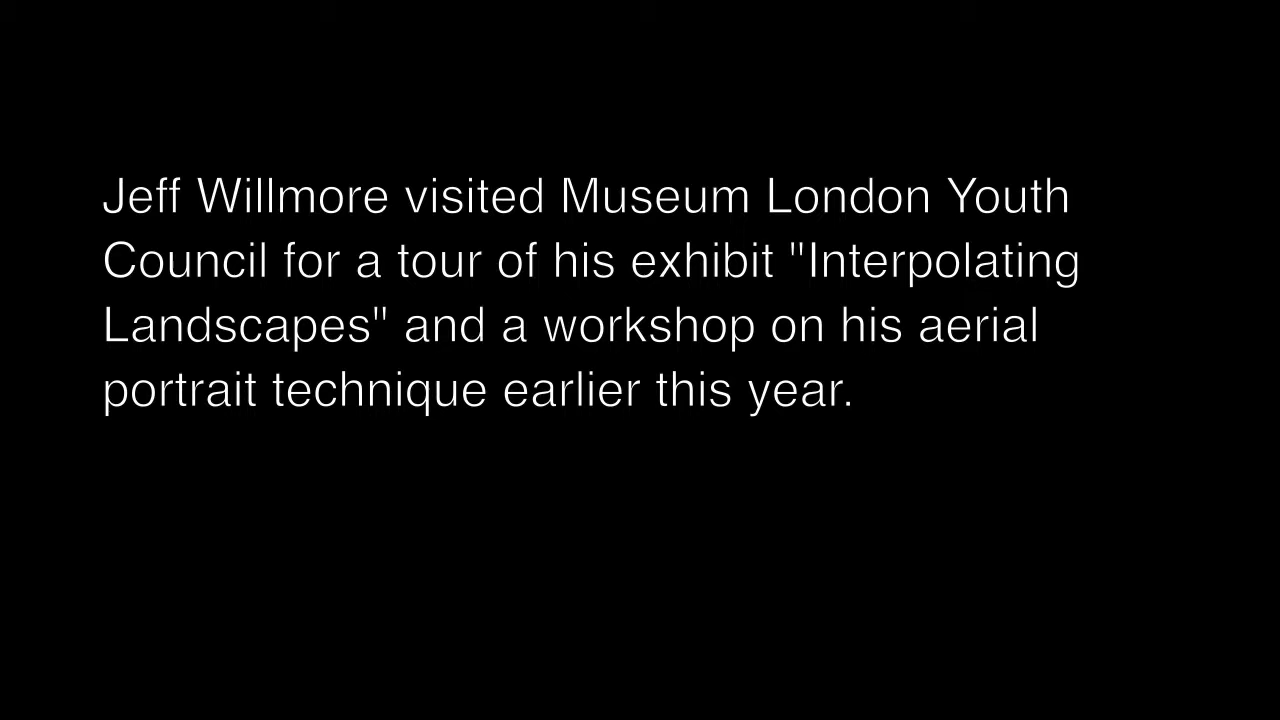 Jeff Willmore visited Museum London Youth
Council for a tour of his exhibit "Interpolating
Landscapes" and a workshop on his aerial
portrait technique earlier this year.